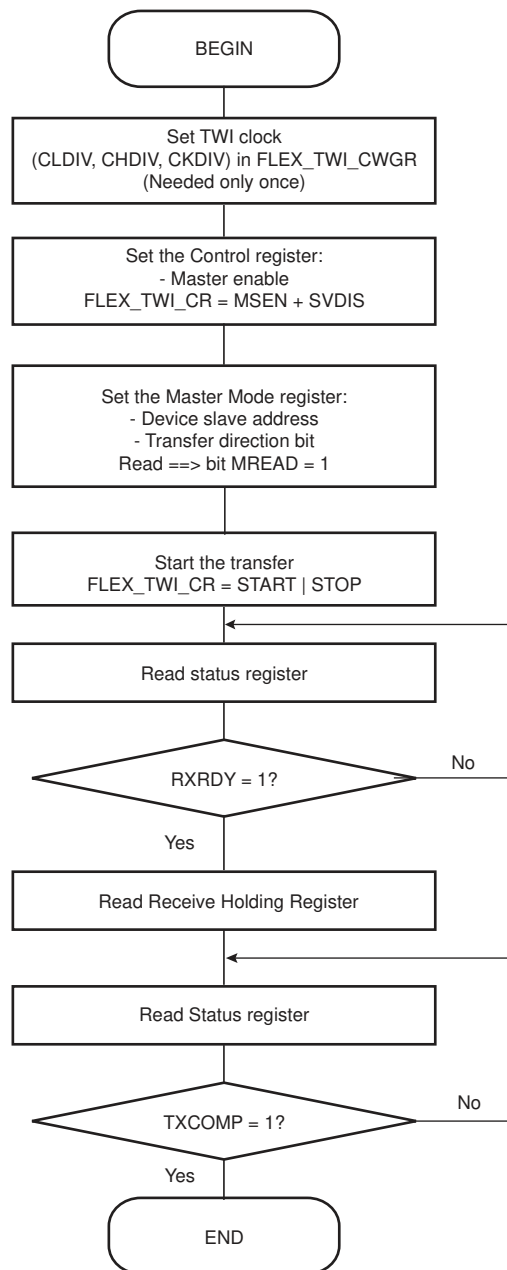 BEGIN
Set TWI clock
(CLDIV, CHDIV, CKDIV) in FLEX_TWI_CWGR
(Needed only once)
Set the Control register:
- Master enable
FLEX_TWI_CR = MSEN + SVDIS
Set the Master Mode register:
- Device slave address
- Transfer direction bit
Read ==> bit MREAD = 1
Start the transfer
FLEX_TWI_CR = START | STOP
Read status register
RXRDY = 1?
No
Yes
Read Receive Holding Register
Read Status register
TXCOMP = 1?
No
Yes
END